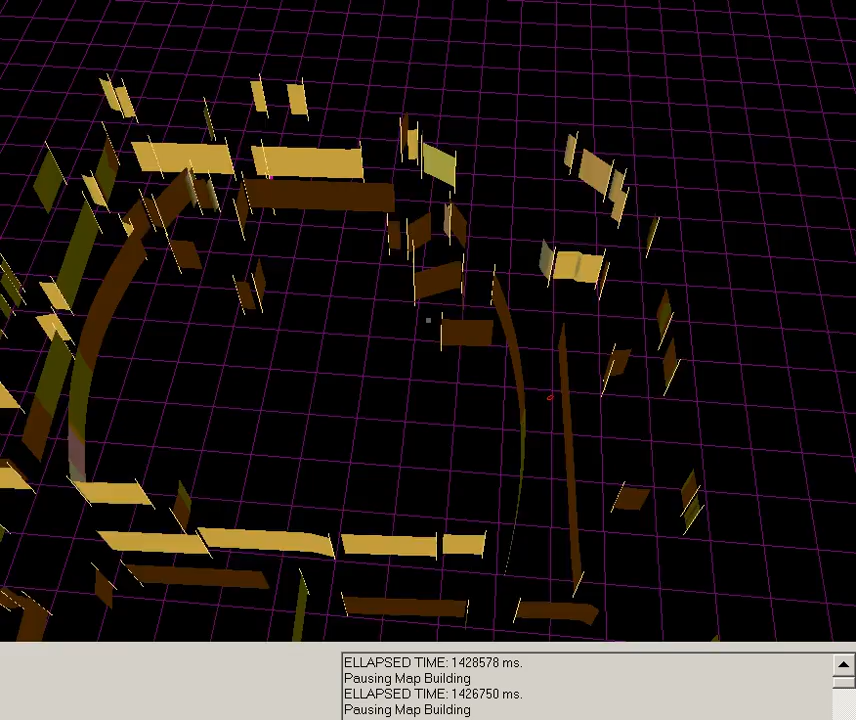 ELLAPSED TIME: 1428578 ms.
Pausing Map Building
ELLAPSED TIME: 1426750 ms.
Pausing Map Building